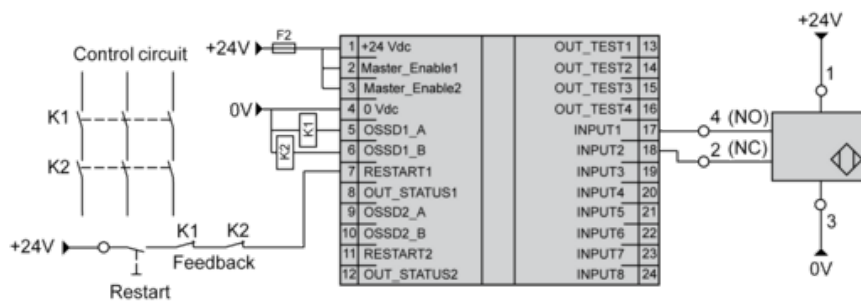 Control circuit
K1
K2
+24V
K1
K2
Feedback
Restart
+24V
F2
0V
K1
K2
1 +24 Vdc
2 Master_Enable1
3 Master_Enable2
4 0 Vdc
5 OSSD1_A
6 OSSD1_B
7 RESTART1
8 OUT_STATUS1
9 OSSD2_A
10 OSSD2_B
11 RESTART2
12 OUT_STATUS2
OUT_TEST1 13
OUT_TEST2 14
OUT_TEST3 15
OUT_TEST4 16
INPUT1 17
INPUT2 18
INPUT3 19
INPUT4 20
INPUT5 21
INPUT6 22
INPUT7 23
INPUT8 24
+24V
1
4 (NO)
2 (NC)
3
0V